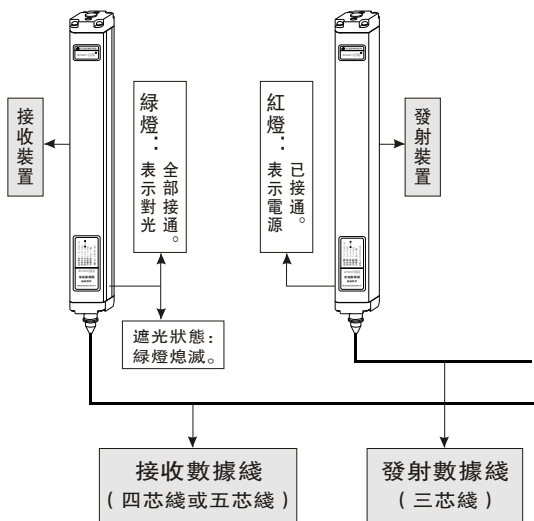 接收裝置
綠燈：
表示對光
全部接通。
紅燈：
表示電源
已接通。
發射裝置
遮光狀態：
綠燈熄滅。
接收數據綫
（四芯綫或五芯綫）
發射數據綫
（三芯綫）